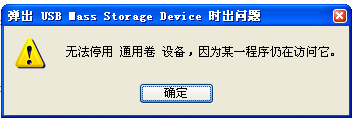 弹出 USB Mass Storage Device 时出问题
无法停用 通用卷 设备，因为某一程序仍在访问它。
确定